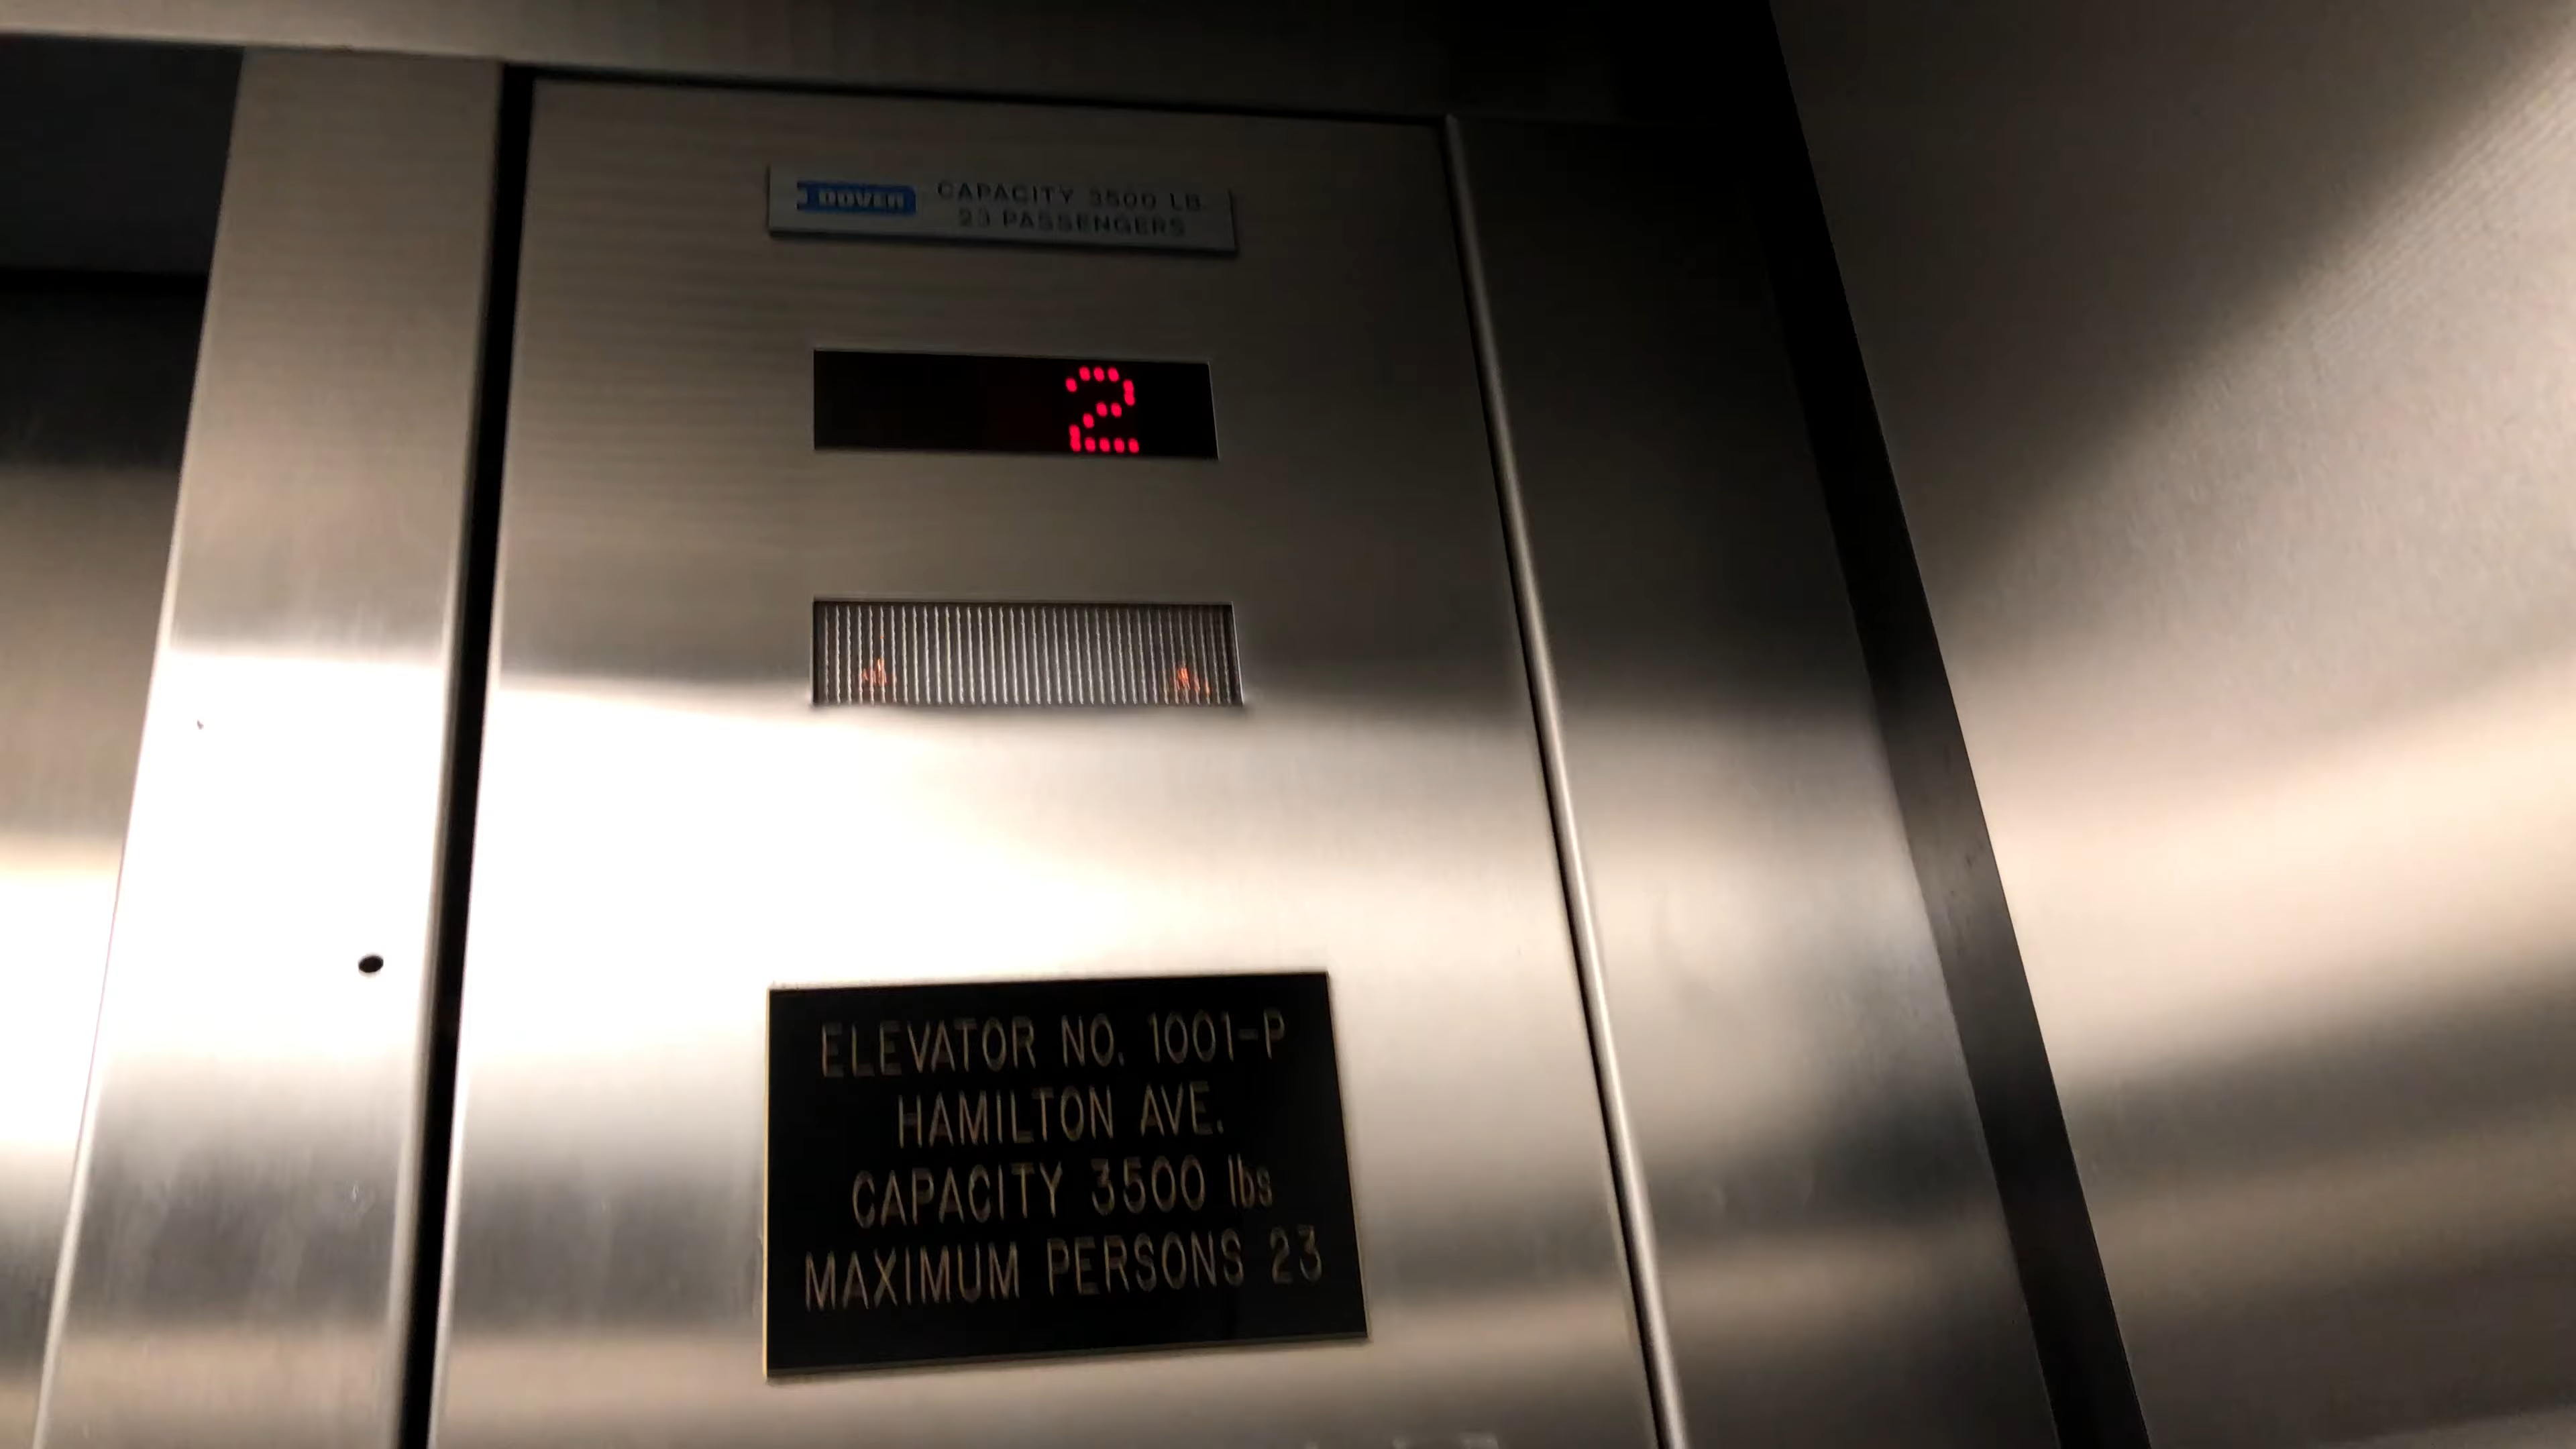 DOVER CAPACITY 3500 LB
23 PASSENGERS
2
ELEVATOR NO. 1001-P
HAMILTON AVE.
CAPACITY 3500 lbs
MAXIMUM PERSONS 23